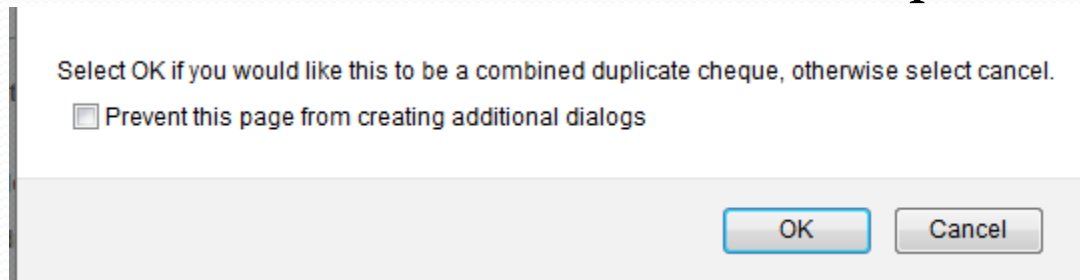 Select OK if you would like this to be a combined duplicate cheque, otherwise select cancel.
Prevent this page from creating additional dialogs
OK Cancel